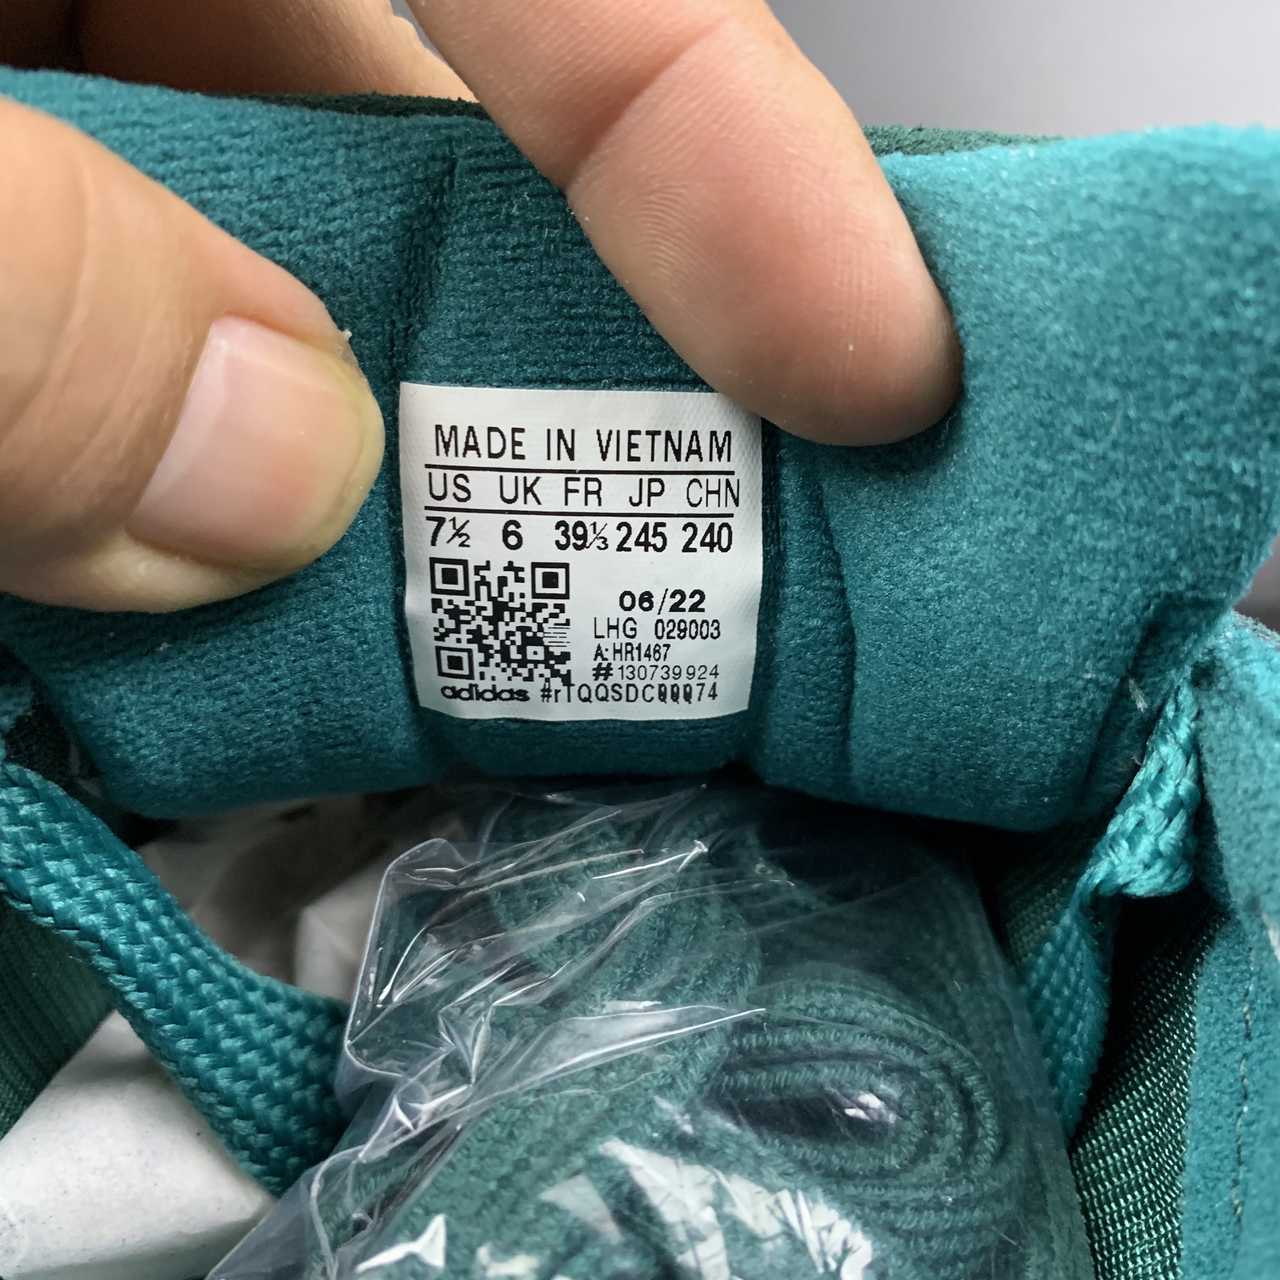 MADE IN VIETNAM
US UK FR JP CHN
7½ 6 39⅓ 245 240
06/22
LHG 029003
A: HR1467
#130739924
adidas